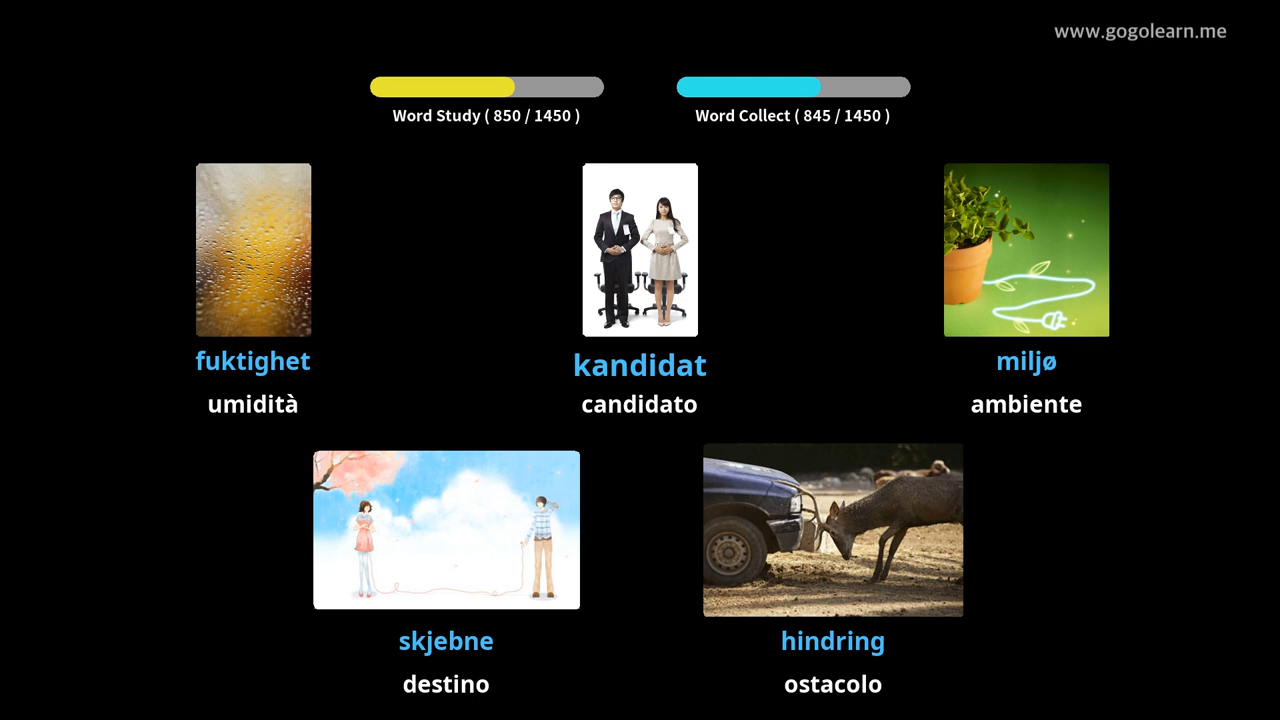 www.gogolearn.me
Word Study ( 850 / 1450 )
Word Collect ( 845 / 1450 )
fuktighet
umidità
kandidat
candidato
miljø
ambiente
skjebne
destino
hindring
ostacolo